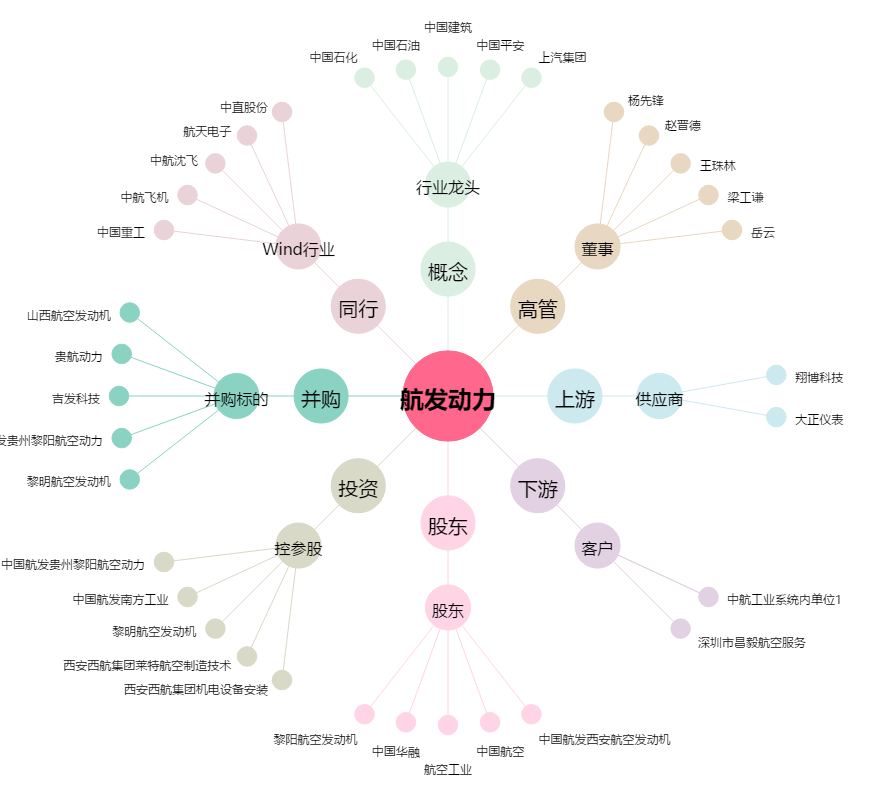 中国建筑
中国石油
中国平安
中国石化
上汽集团
杨先锋
中直股份
赵晋德
航天电子
中航沈飞
王珠林
行业龙头
中航飞机
梁工谦
中国重工
岳云
Wind行业
董事
概念
同行
高管
山西航空发动机
贵航动力
翔博科技
吉发科技
并购标的
并购
航发动力
上游
供应商
大正仪表
发贵州黎阳航空动力
黎明航空发动机
投资
下游
股东
控参股
客户
中国航发贵州黎阳航空动力
中国航发南方工业
中航工业系统内单位1
股东
黎明航空发动机
深圳市昌毅航空服务
西安西航集团莱特航空制造技术
西安西航集团机电设备安装
黎阳航空发动机
中国航发西安航空发动机
中国华融
中国航空
航空工业